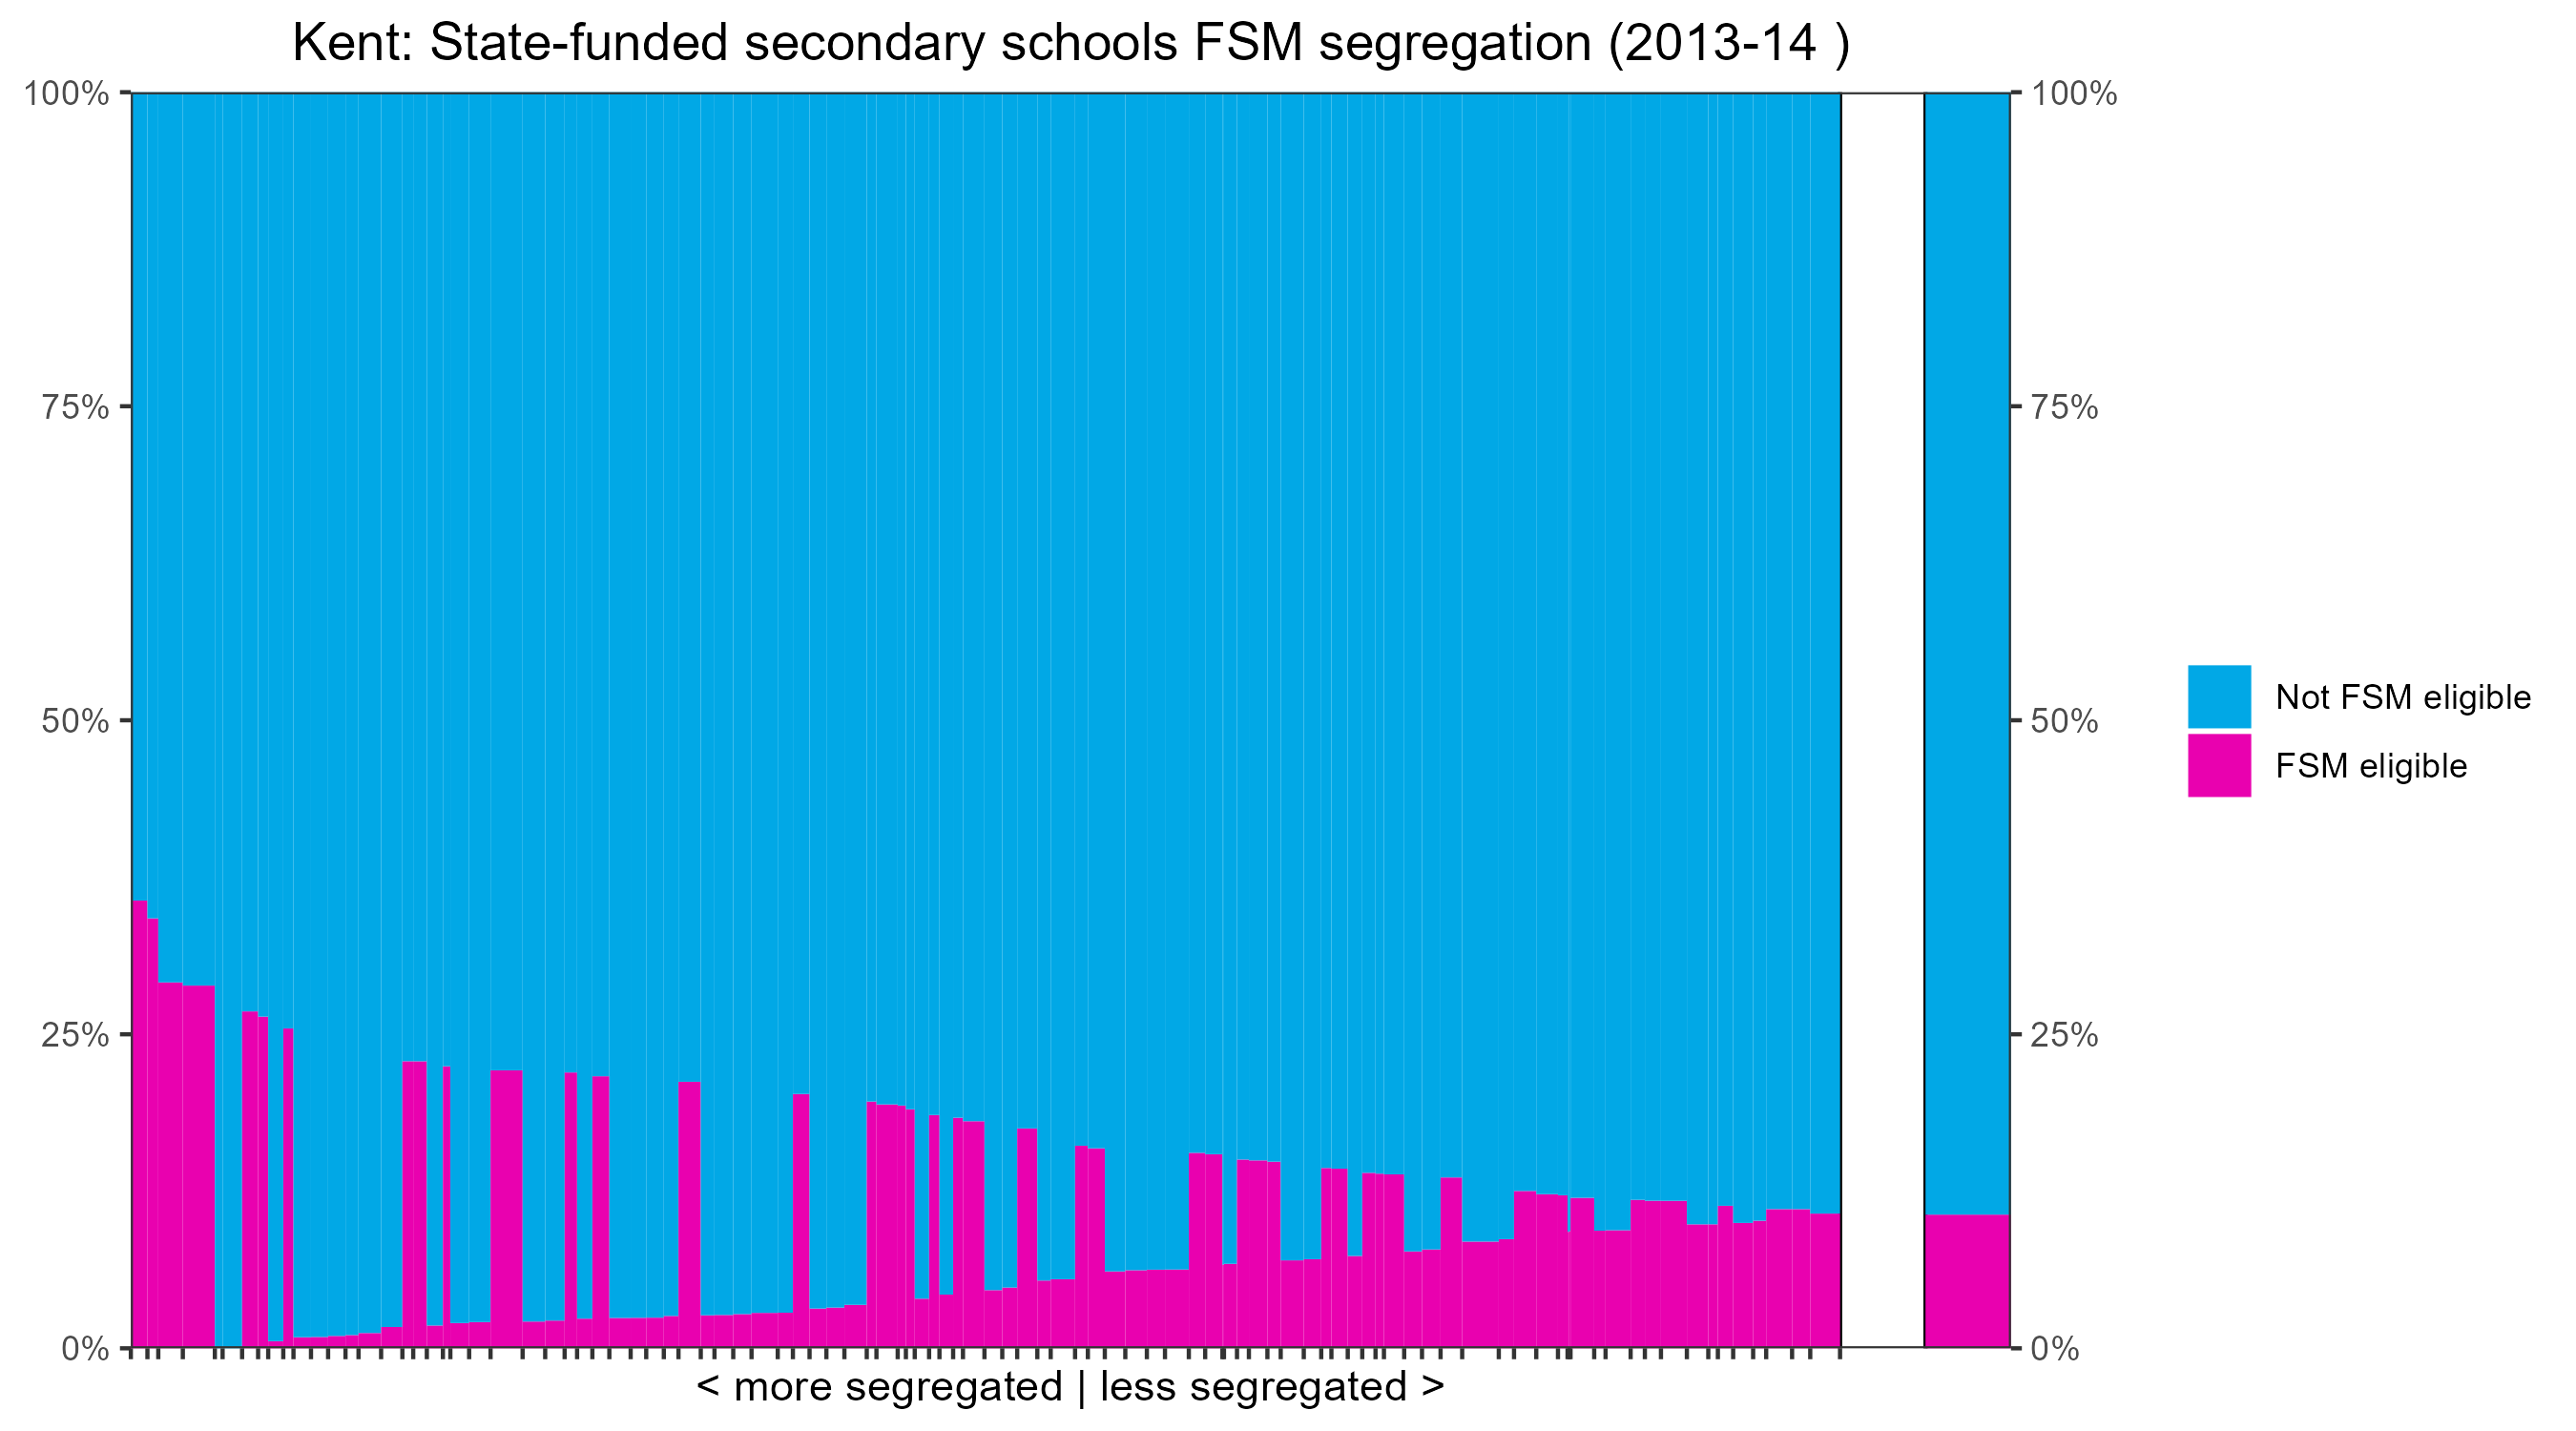 Kent: State-funded secondary schools FSM segregation (2013-14 )
100%
100%
75%
75%
50%
50%
25%
25%
0%
0%
Not FSM eligible
FSM eligible
< more segregated | less segregated >